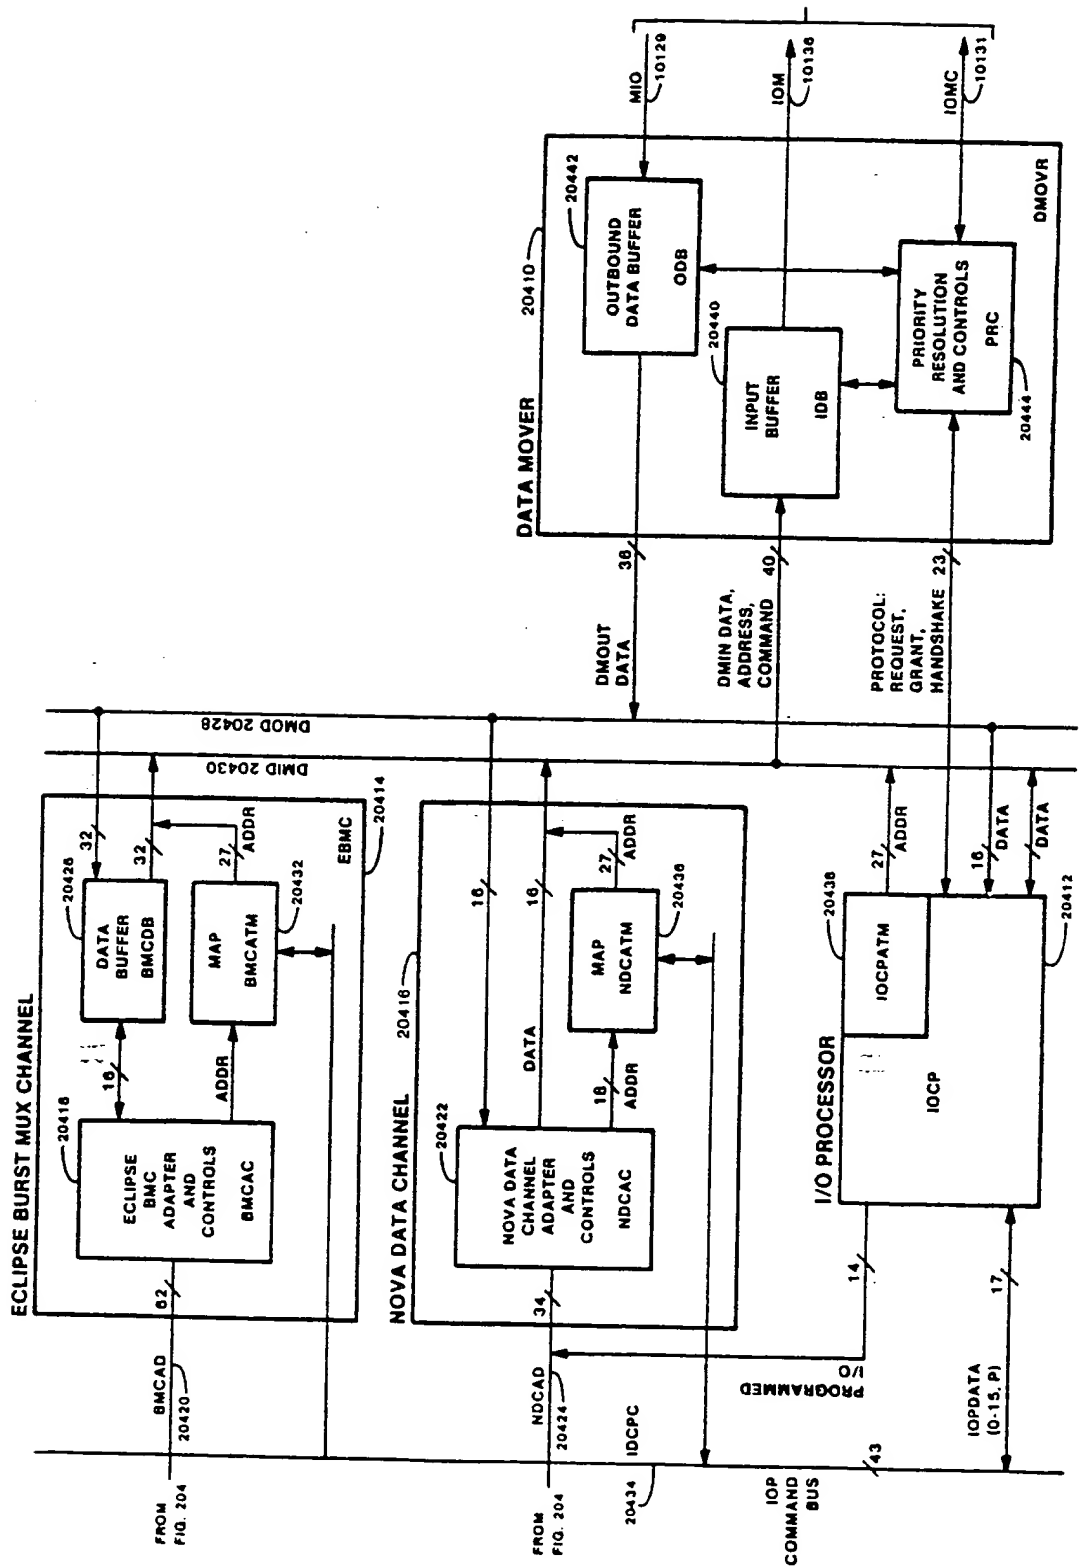 ECLIPSE BURST MUX CHANNEL
FROM
FIG. 204
BMCAD
20420
62
20418
ECLIPSE
BMC
ADAPTER
AND
CONTROLS
BMCAC
16
ADDR
20426
DATA
BUFFER
BMCDB
MAP
BMCATM
20432
32
32
27
ADDR
EBMC
20414
DMID 20430
DMOD 20428
NOVA DATA CHANNEL
20416
FROM
FIG. 204
NDCAD
20424
34
20422
NOVA DATA
CHANNEL
ADAPTER
AND
CONTROLS
NDCAC
16
DATA
16
18
ADDR
MAP
NDCATM
20436
27
ADDR
IDCPC
20434
PROGRAMMED
I/O
IOP
COMMAND
BUS
43
14
IOPDATA
(0-15, P)
17
I/O PROCESSOR
IOCP
IOCPATM
20438
27
ADDR
16
DATA
DATA
20412
DATA MOVER
20410
DMOUT
DATA
36
DMIN DATA,
ADDRESS,
COMMAND
40
PROTOCOL:
REQUEST,
GRANT,
HANDSHAKE
23
OUTBOUND
DATA BUFFER
ODB
20442
INPUT
BUFFER
IDB
20440
PRIORITY
RESOLUTION
AND CONTROLS
PRC
20444
DMOVR
MIO
10129
IOM
10136
IOMC
10131